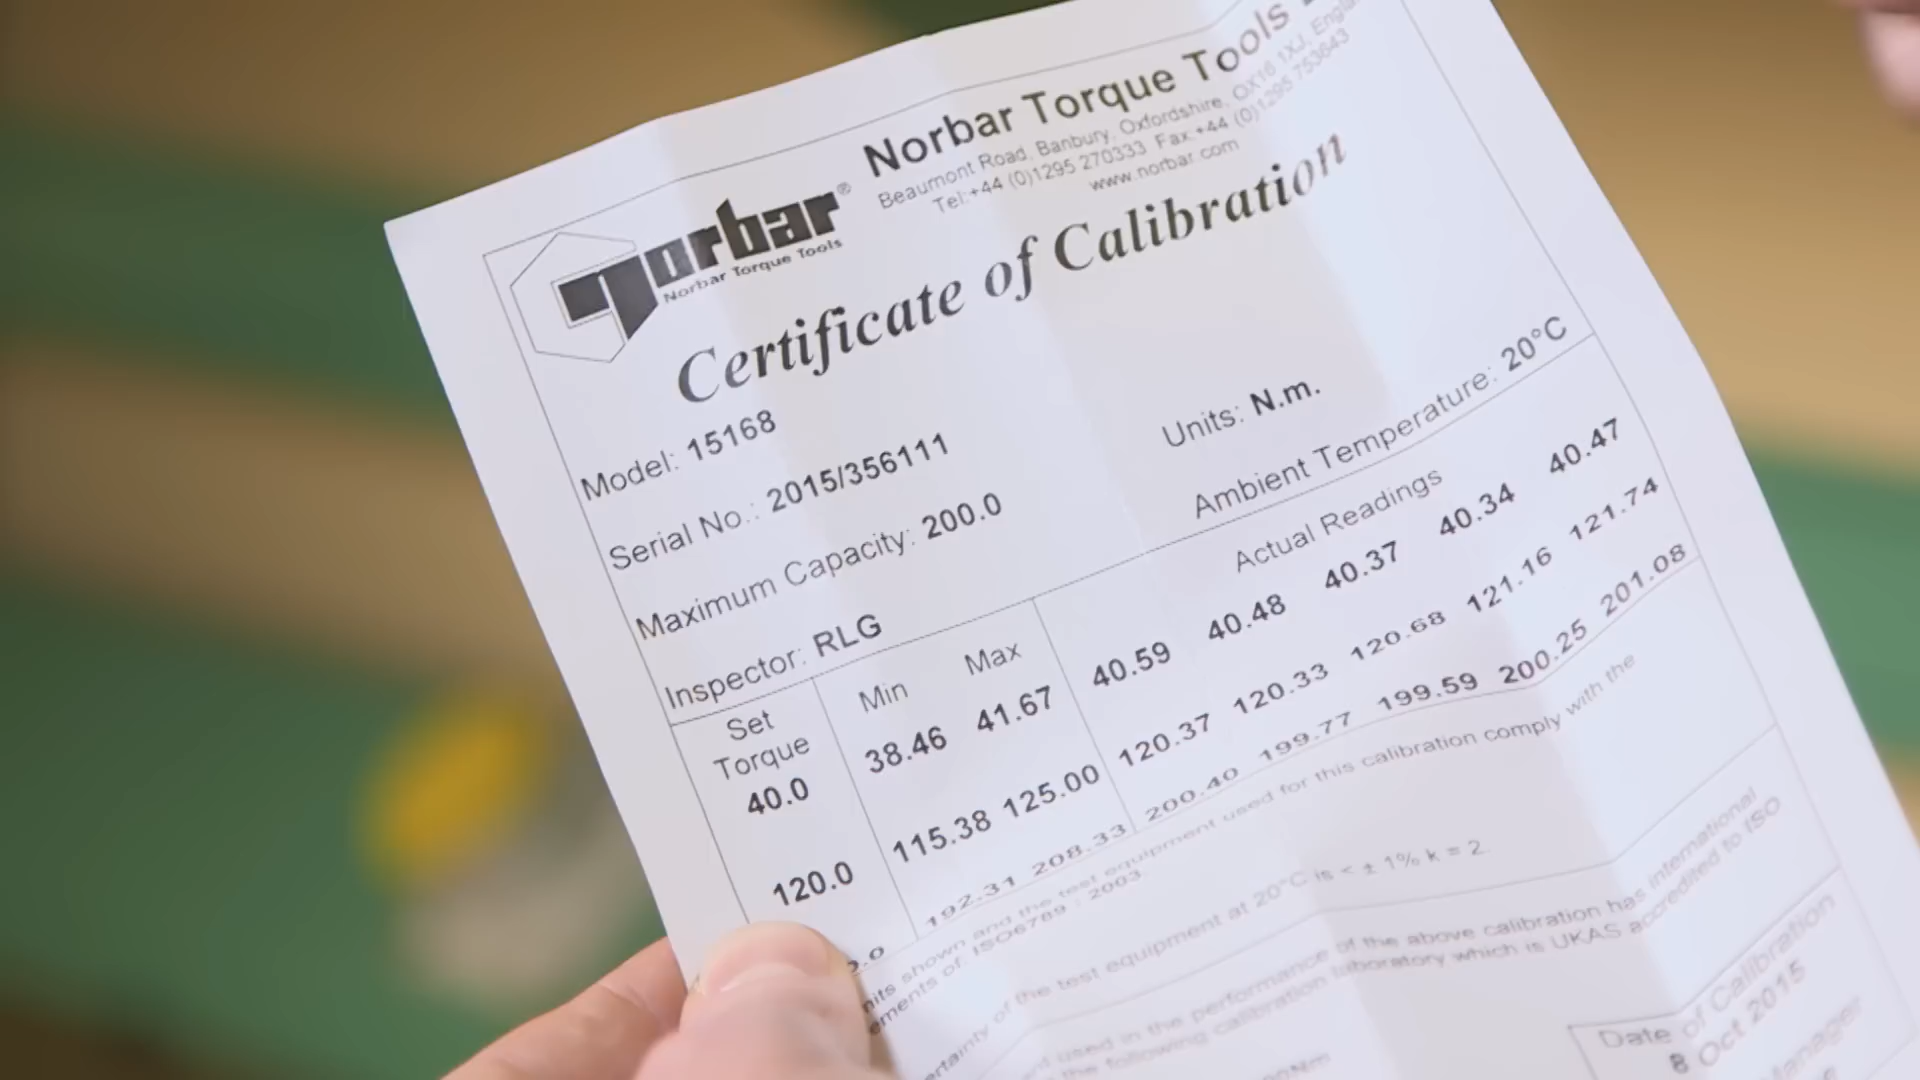 norbar®
Norbar Torque Tools
Norbar Torque Tools
Beaumont Road, Banbury, Oxfordshire, OX16 1XJ, England
Tel:+44 (0)1295 270333 Fax:+44 (0)1295 753643
www.norbar.com
Certificate of Calibration
Model: 15168
Serial No.: 2015/356111
Units: N.m.
Maximum Capacity: 200.0
Ambient Temperature: 20°C
Inspector: RLG
Actual Readings
Set
Torque
Min Max
40.0 38.46 41.67 40.59 40.48 40.37 40.34 40.47
120.0 115.38 125.00 120.37 120.33 120.68 121.16 121.74
192.31 208.33 200.40 199.77 199.59 200.25 201.08
shown and the test equipment used for this calibration comply with the
of ISO6789 : 2003
of the test equipment at 20°C is < ± 1% k = 2.
used in the performance of the above calibration has international
the following calibration laboratory which is UKAS accredited to ISO
Date of Calibration
8 Oct 2015